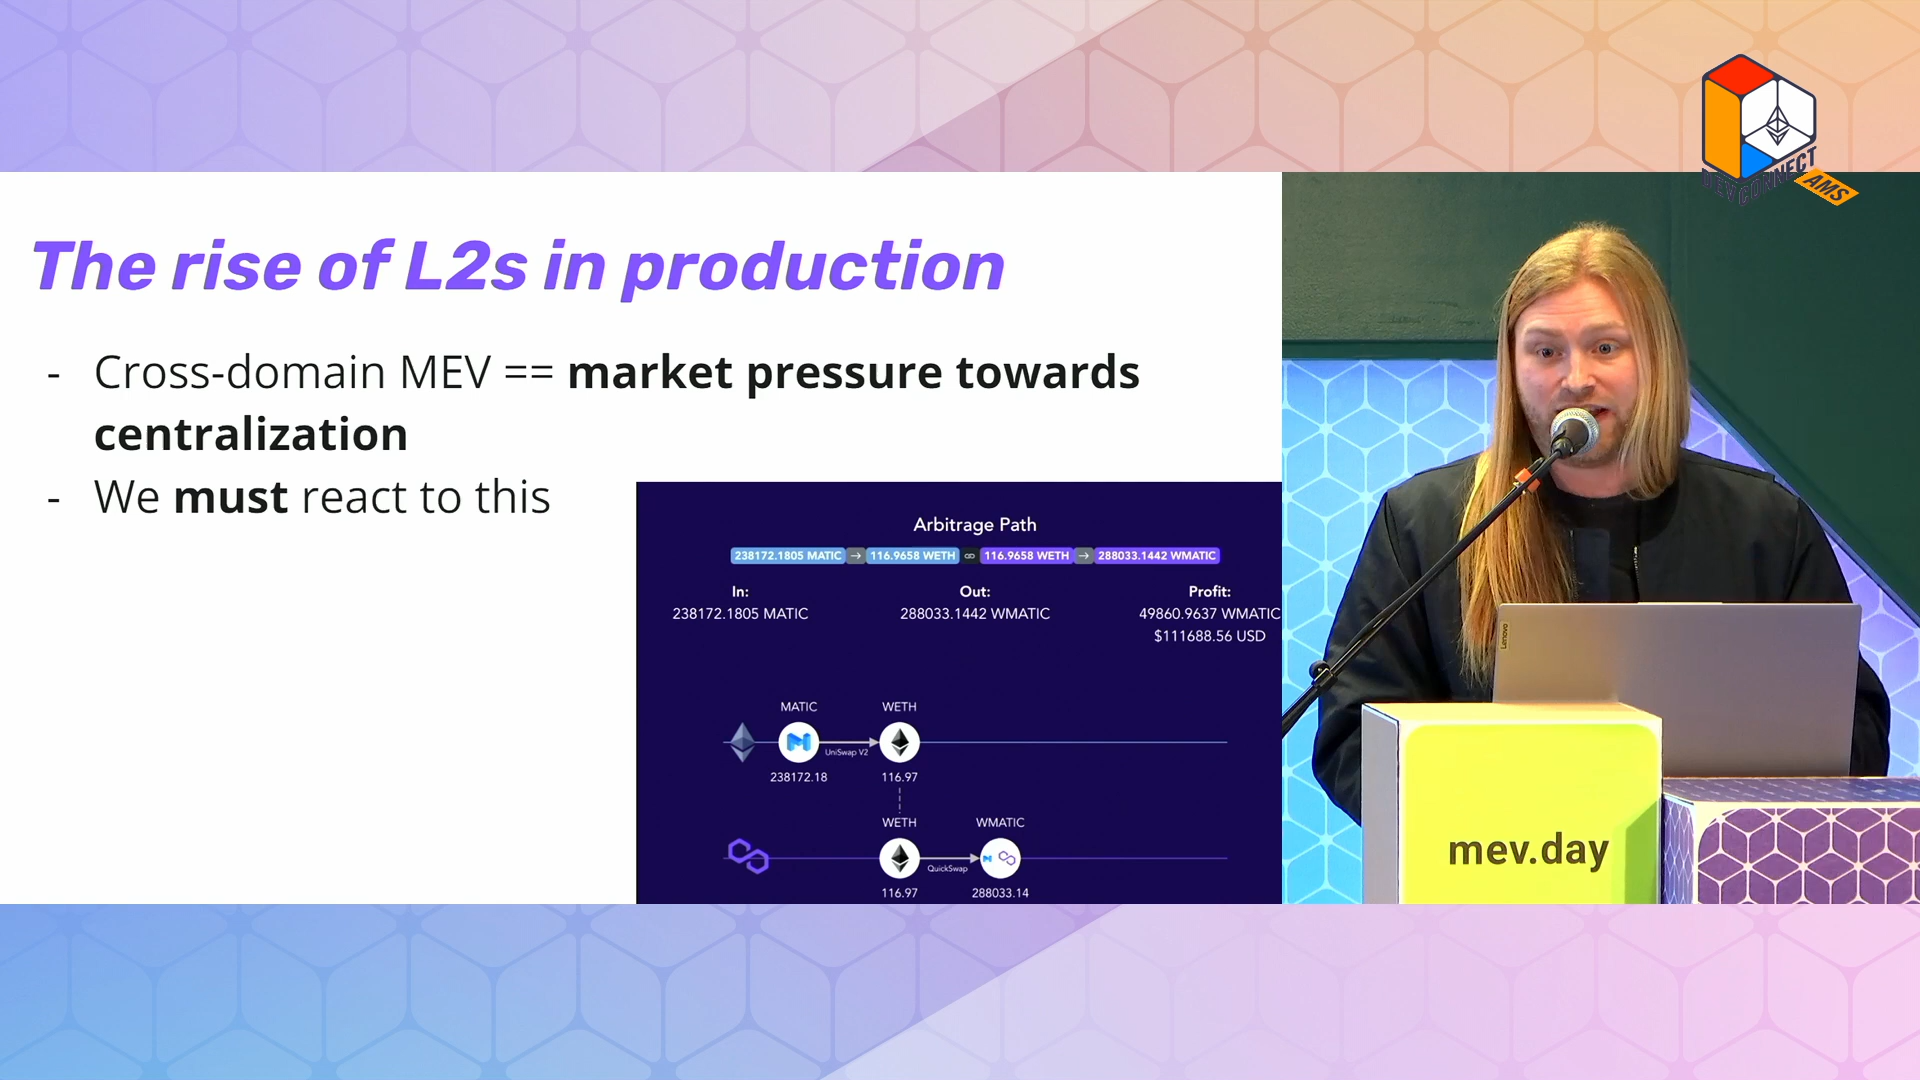 DEVCONNECT
AMS
The rise of L2s in production
- Cross-domain MEV == market pressure towards
centralization
- We must react to this
Arbitrage Path
238172.1805 MATIC → 116.9658 WETH 116.9658 WETH → 288033.1442 WMATIC
In: Out: Profit:
238172.1805 MATIC 288033.1442 WMATIC 49860.9637 WMATIC
$111688.56 USD
MATIC WETH
UniSwap V2
238172.18 116.97
WETH WMATIC
QuickSwap
116.97 288033.14
Lenovo
mev.day